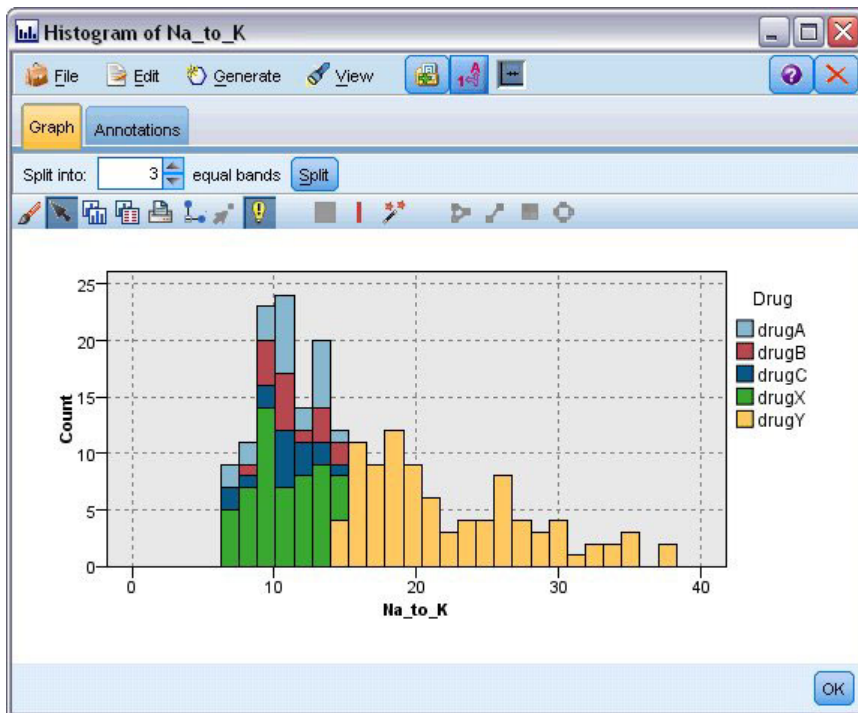 Histogram of Na_to_K
File Edit Generate View
Graph Annotations
Split into: 3 equal bands Split
25
20
15
10
5
0
Count
0 10 20 30 40
Na_to_K
Drug
drugA
drugB
drugC
drugX
drugY
OK